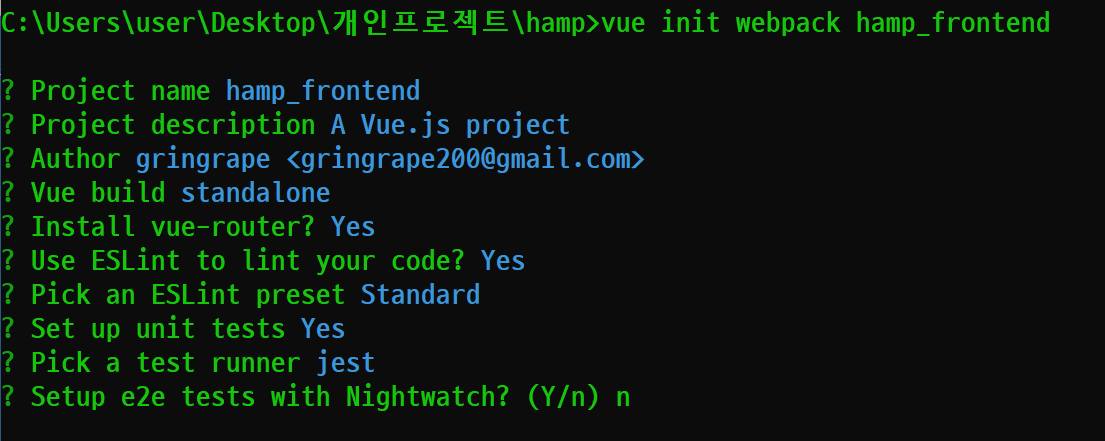 C:\Users\user\Desktop\개인프로젝트\hamp>vue init webpack hamp_frontend
? Project name hamp_frontend
? Project description A Vue.js project
? Author gringrape <gringrape200@gmail.com>
? Vue build standalone
? Install vue-router? Yes
? Use ESLint to lint your code? Yes
? Pick an ESLint preset Standard
? Set up unit tests Yes
? Pick a test runner jest
? Setup e2e tests with Nightwatch? (Y/n) n